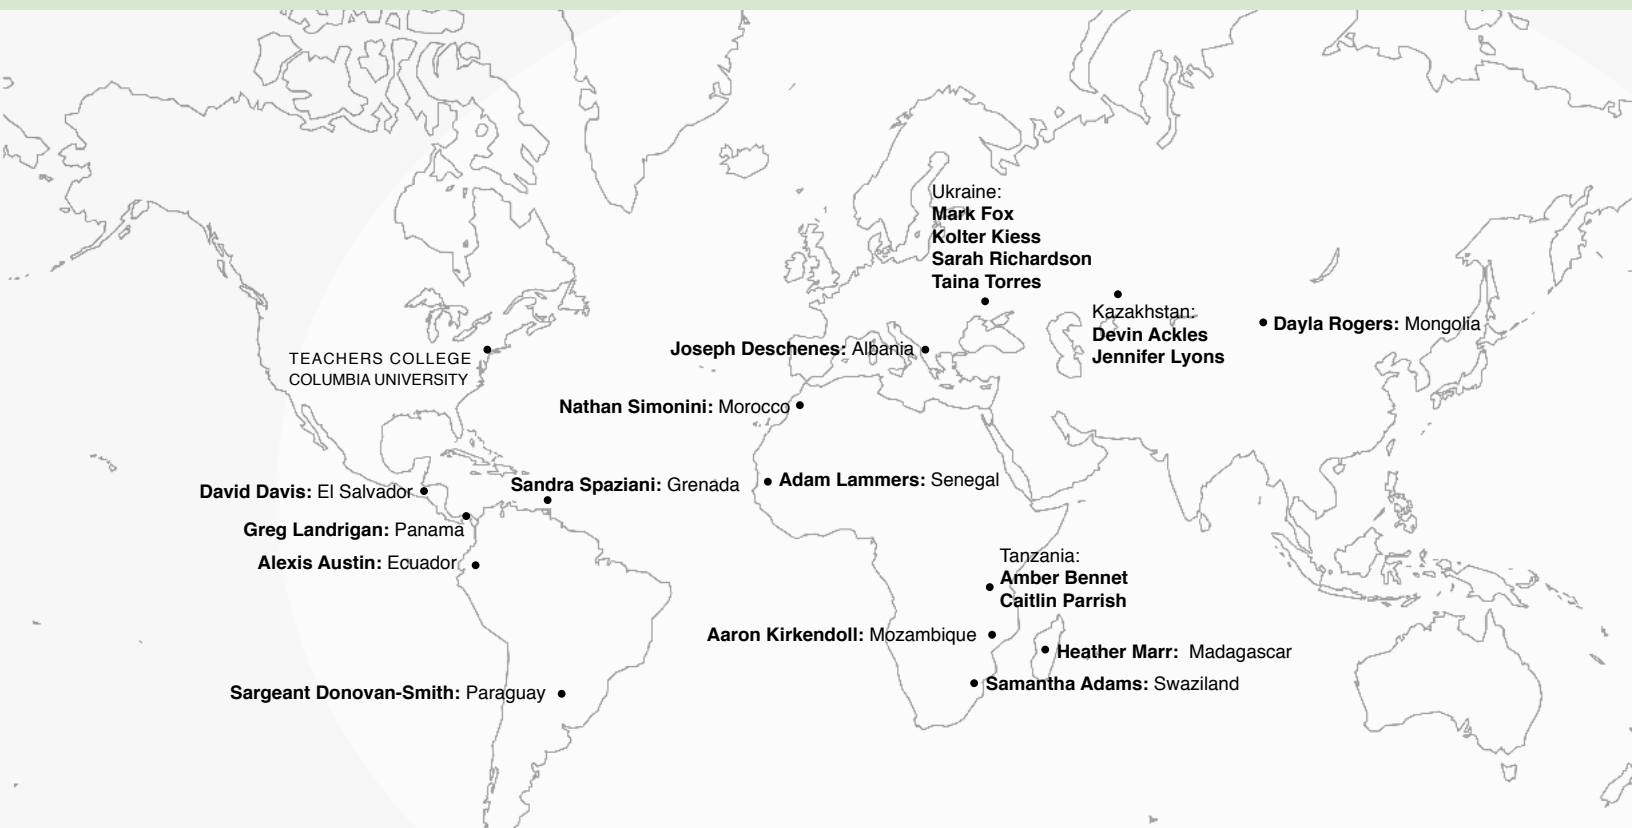 Ukraine:
Mark Fox
Kolter Kiess
Sarah Richardson
Taina Torres
Kazakhstan:
Devin Ackles
Jennifer Lyons
Dayla Rogers: Mongolia
Joseph Deschenes: Albania
TEACHERS COLLEGE
COLUMBIA UNIVERSITY
Nathan Simonini: Morocco
David Davis: El Salvador
Sandra Spaziani: Grenada
Adam Lammers: Senegal
Greg Landrigan: Panama
Alexis Austin: Ecuador
Tanzania:
Amber Bennet
Caitlin Parrish
Aaron Kirkendoll: Mozambique
Heather Marr: Madagascar
Samantha Adams: Swaziland
Sargeant Donovan-Smith: Paraguay